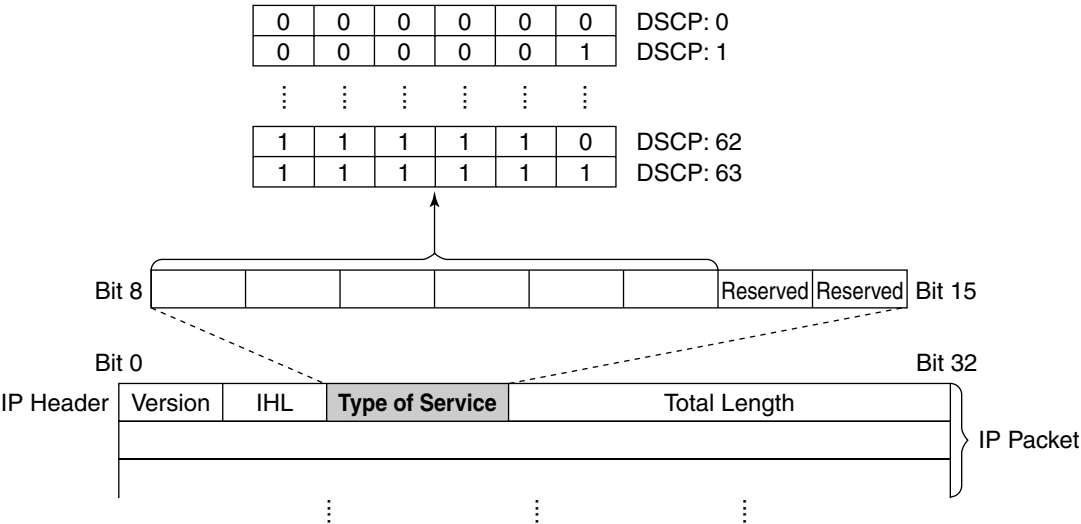 0 0 0 0 0 0 DSCP: 0
0 0 0 0 0 1 DSCP: 1
1 1 1 1 1 0 DSCP: 62
1 1 1 1 1 1 DSCP: 63
Bit 8 Reserved Reserved Bit 15
Bit 0 Bit 32
IP Header Version IHL Type of Service Total Length
IP Packet